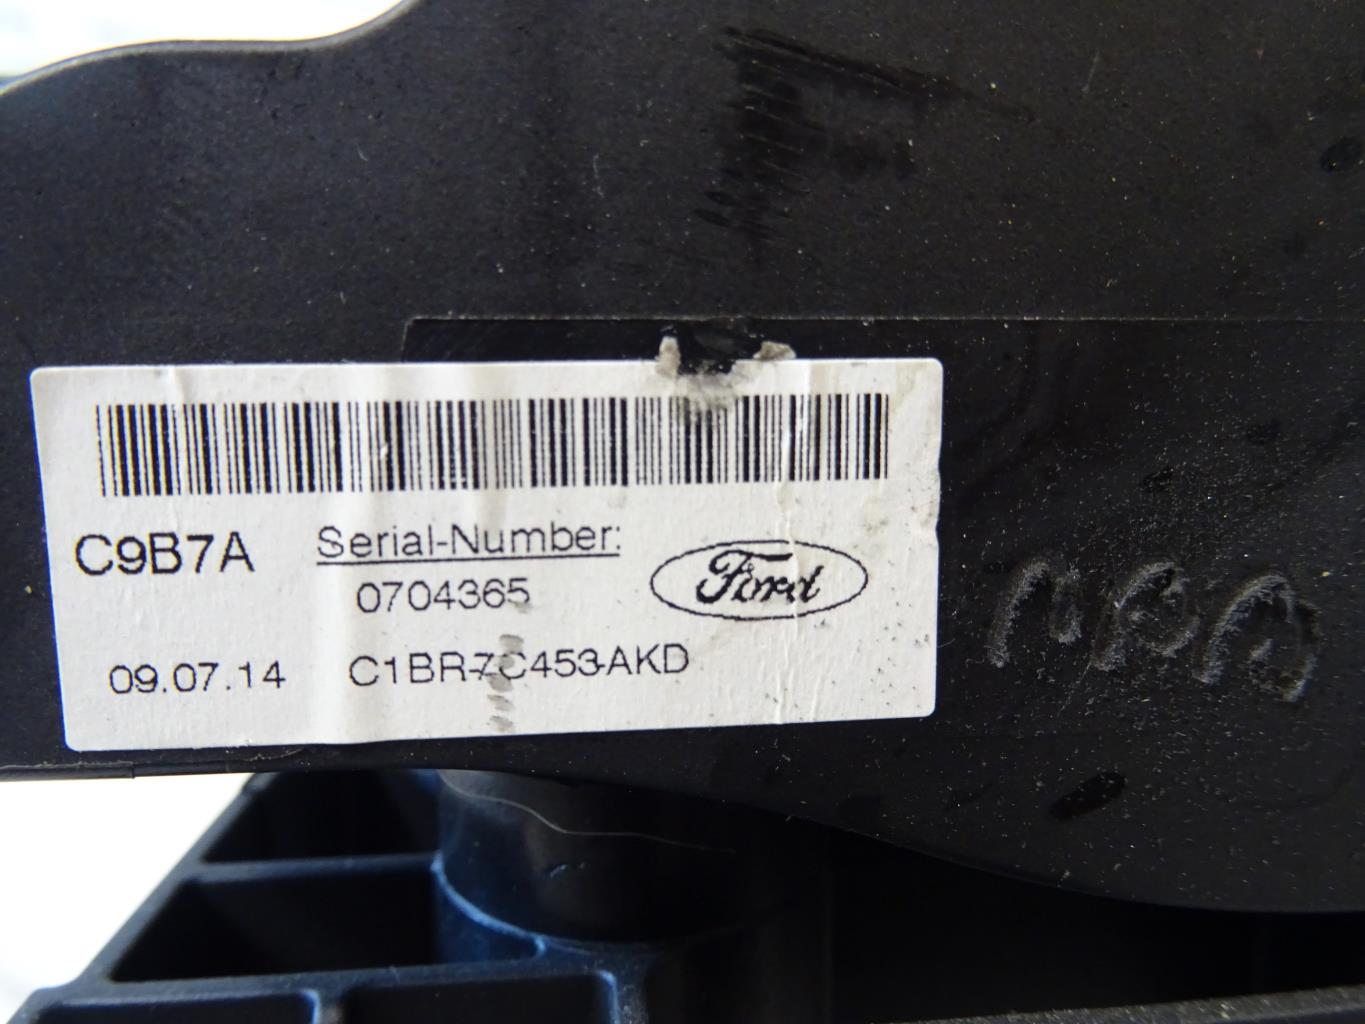 C9B7A
Serial-Number:
0704365
Ford
09.07.14
C1BR-7C453-AKD